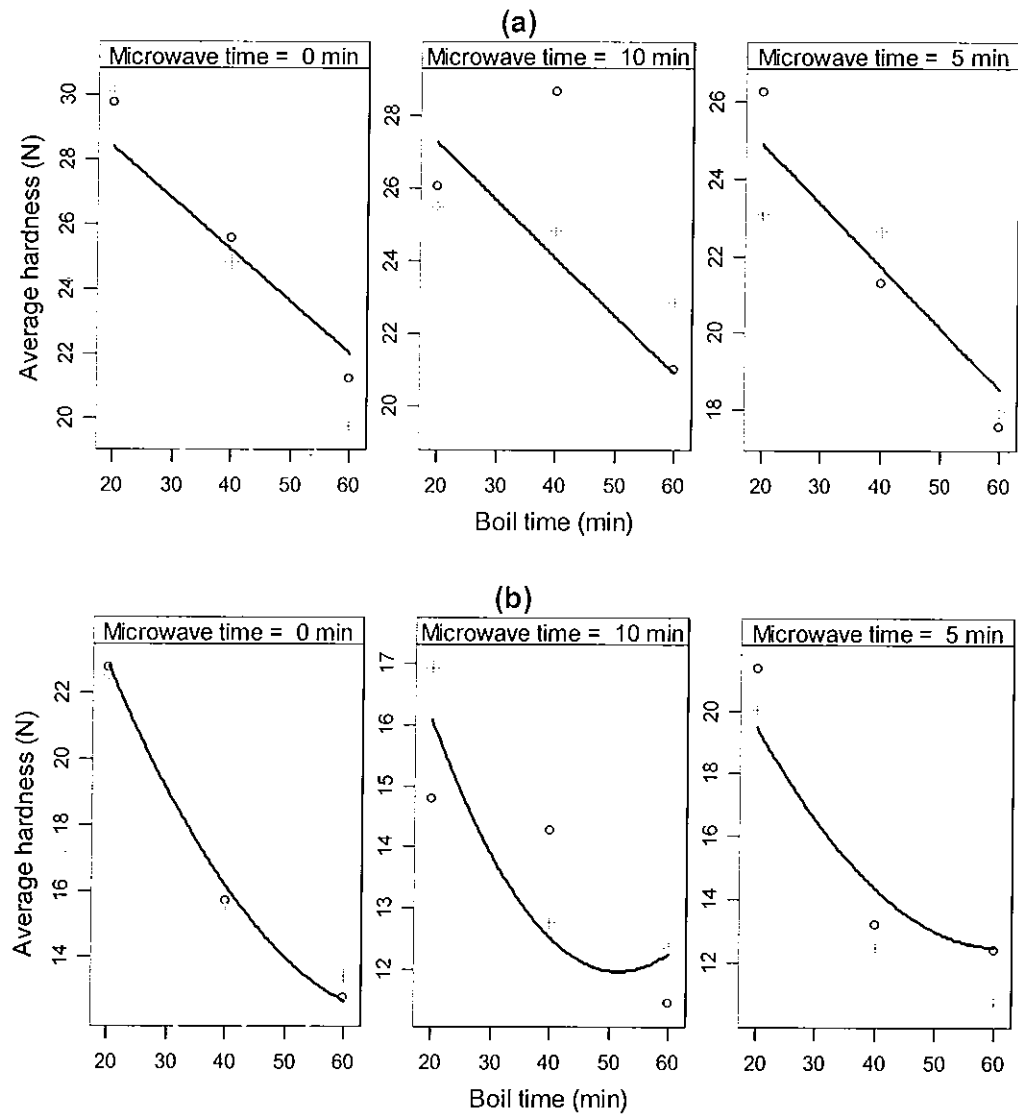 (a)
Microwave time = 0 min
Microwave time = 10 min
Microwave time = 5 min
Average hardness (N)
30
28
26
24
22
20
28
26
24
22
20
26
24
22
20
18
20 30 40 50 60
20 30 40 50 60
20 30 40 50 60
Boil time (min)
(b)
Microwave time = 0 min
Microwave time = 10 min
Microwave time = 5 min
Average hardness (N)
22
20
18
16
14
17
16
15
14
13
12
20
18
16
14
12
20 30 40 50 60
20 30 40 50 60
20 30 40 50 60
Boil time (min)